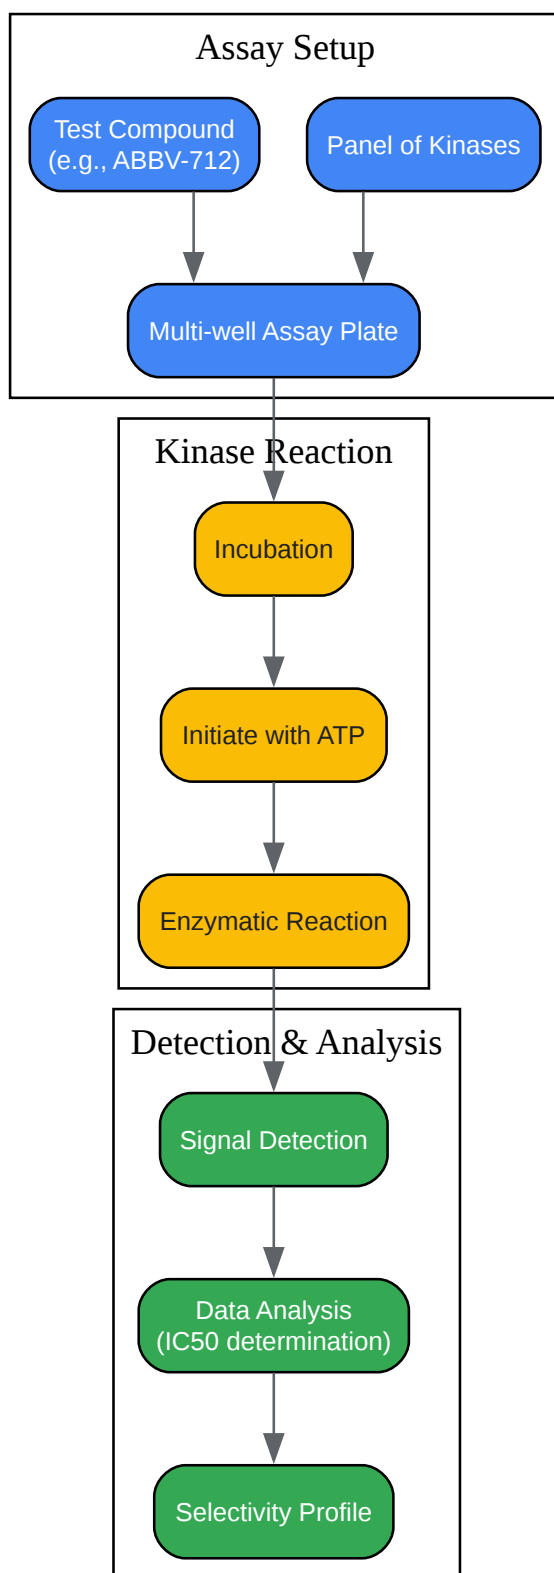 Assay Setup
Test Compound
(e.g., ABBV-712)
Panel of Kinases
Multi-well Assay Plate
Kinase Reaction
Incubation
Initiate with ATP
Enzymatic Reaction
Detection & Analysis
Signal Detection
Data Analysis
(IC50 determination)
Selectivity Profile